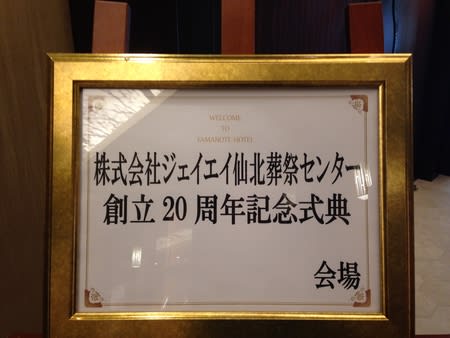 WELCOME
TO
YAMANOTE HOTEL
株式会社ジェイエイ仙北葬祭センター
創立20周年記念式典
会場